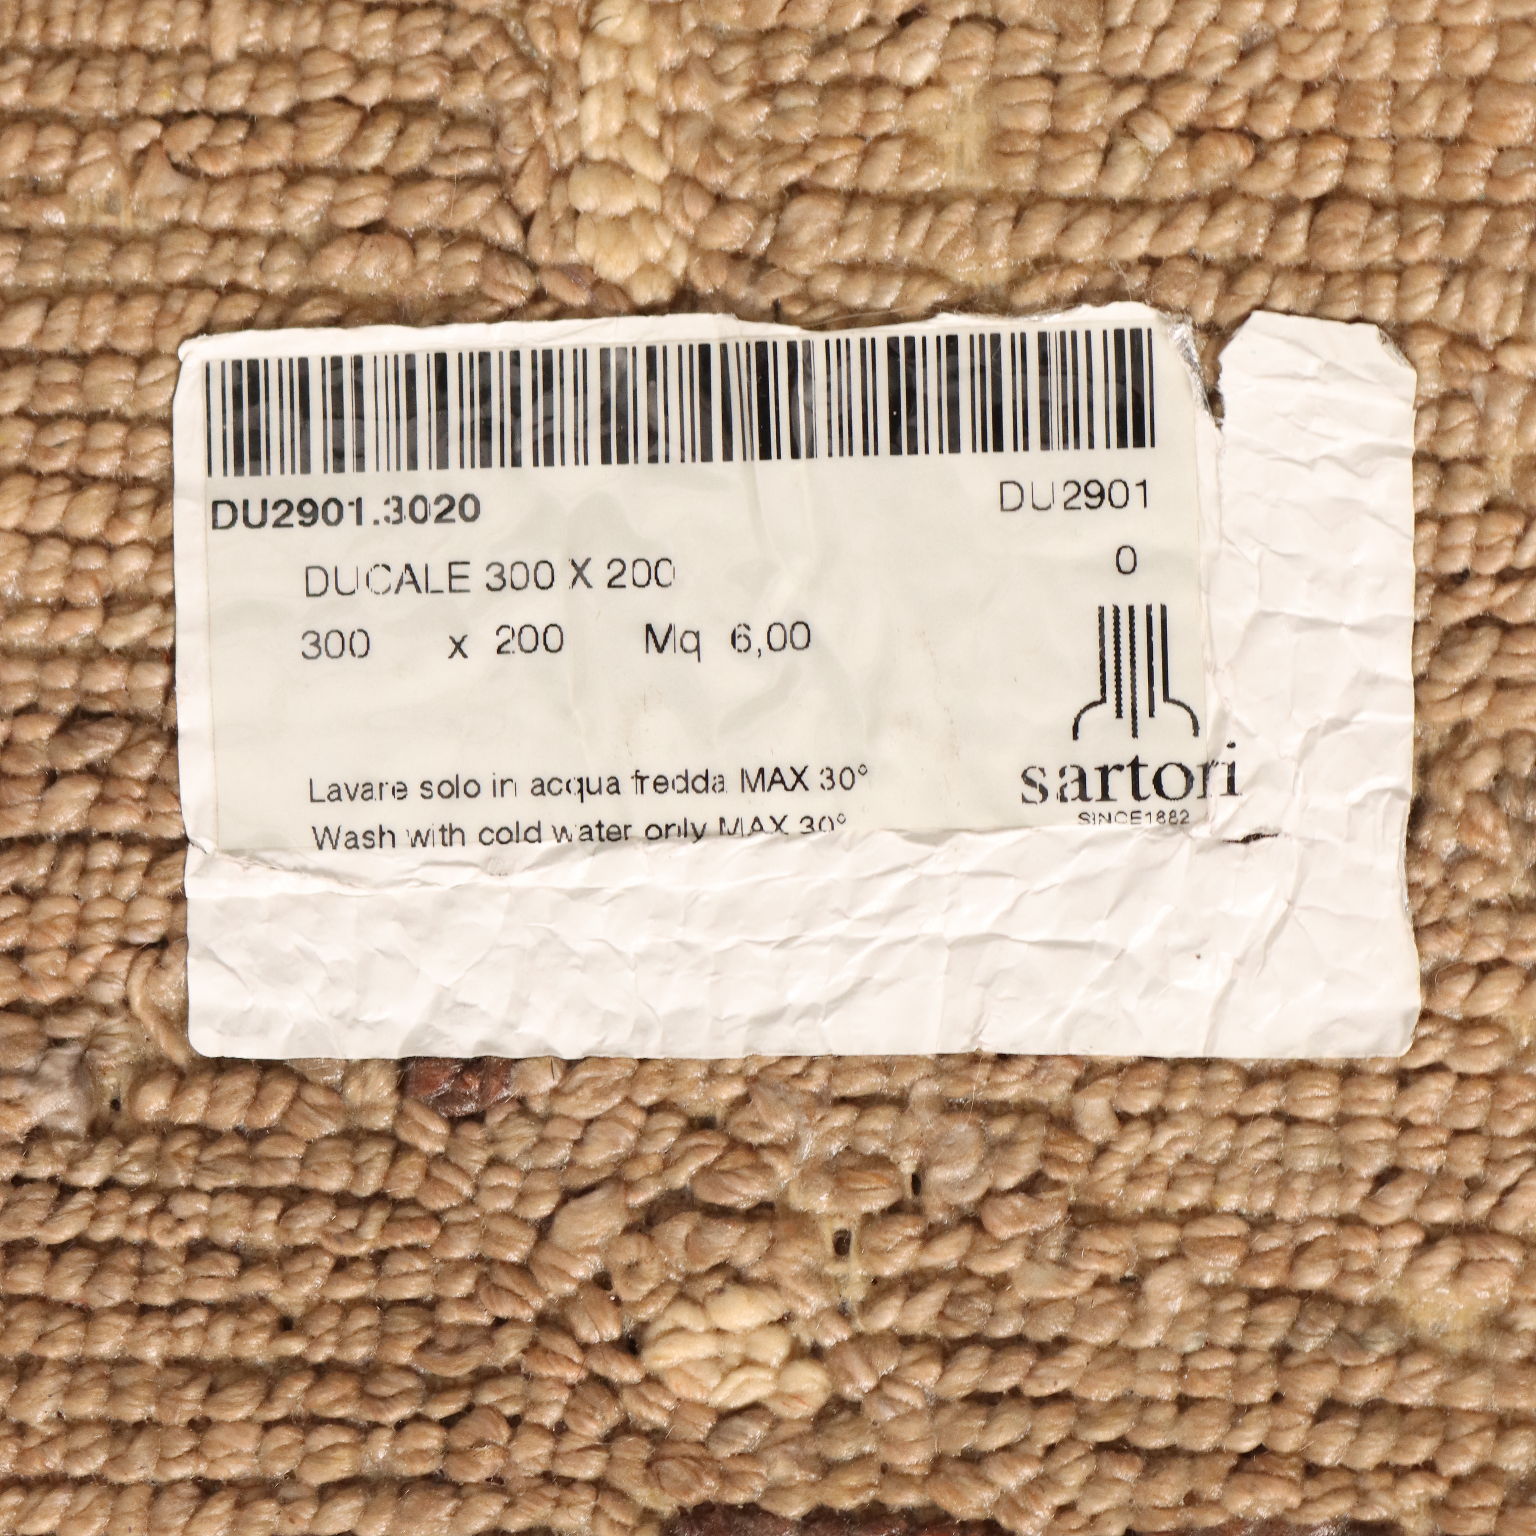 DU2901.3020
DU2901
DUCALE 300 X 200
0
300 x 200 Mq 6,00
Lavare solo in acqua fredda MAX 30°
Wash with cold water only MAX 30°
sartori
SINCE1882